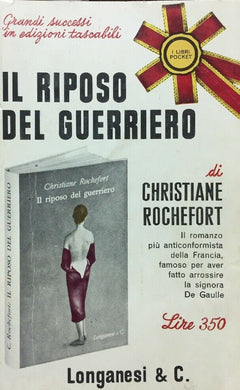 Grandi successi
in edizioni tascabili
I LIBRI
POCKET
IL RIPOSO
DEL GUERRIERO
di
CHRISTIANE
ROCHEFORT
Il romanzo
più anticonformista
della Francia,
famoso per aver
fatto arrossire
la signora
De Gaulle
Lire 350
C. Rochefort: IL RIPOSO DEL GUERRIERO
Christiane Rochefort
Il riposo del guerriero
Longanesi & C.
Longanesi & C.